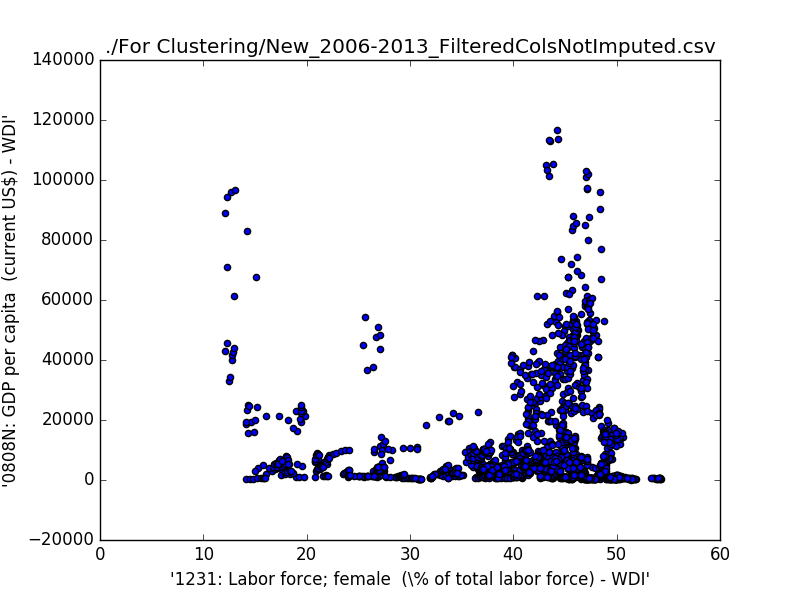 ./For Clustering/New_2006-2013_FilteredColsNotImputed.csv
140000
120000
100000
80000
60000
40000
20000
0
−20000
'0808N: GDP per capita  (current US$) - WDI'
0 10 20 30 40 50 60
'1231: Labor force; female  (\% of total labor force) - WDI'